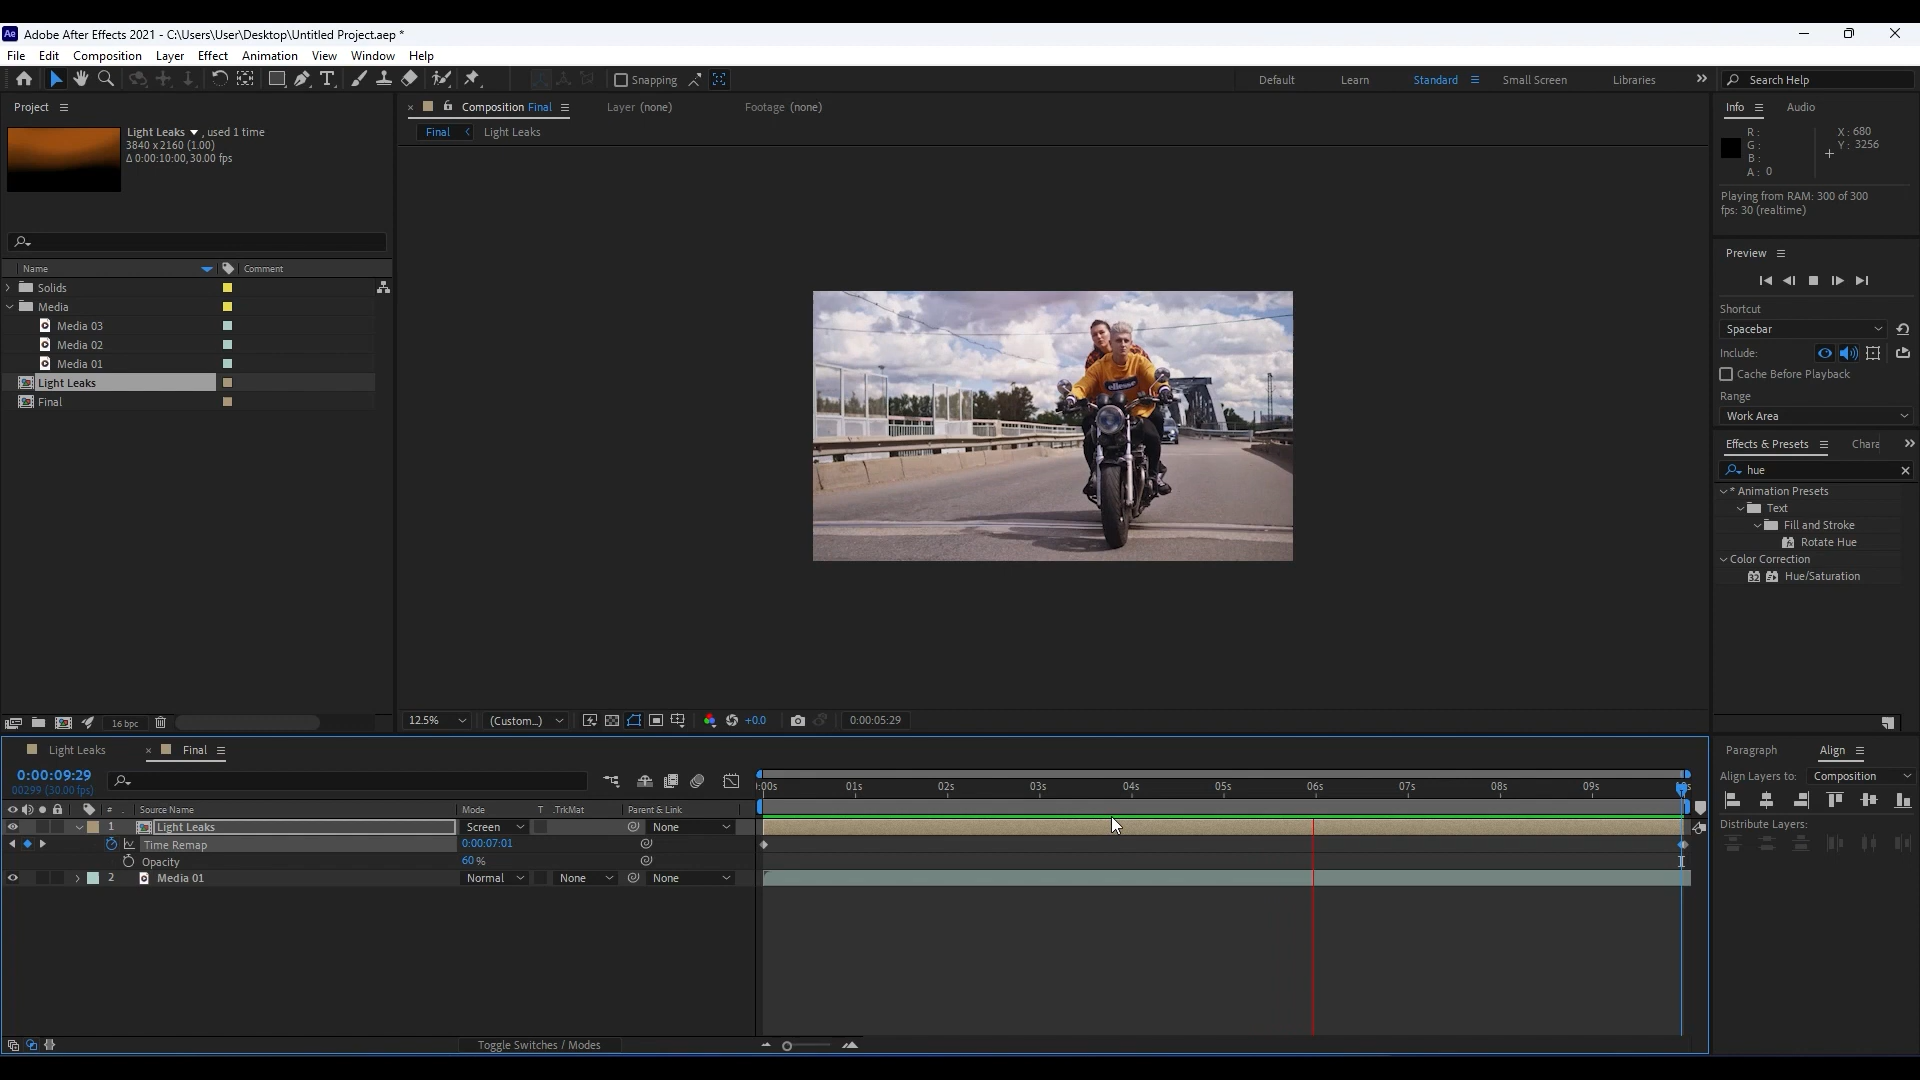 Adobe After Effects 2021 - C:\Users\User\Desktop\Untitled Project.aep *
File Edit Composition Layer Effect Animation View Window Help
Snapping
Default Learn Standard Small Screen Libraries
Search Help
Project
Light Leaks , used 1 time
3840 x 2160 (1.00)
Δ 0:00:10:00, 30.00 fps
Name Comment
Solids
Media
Media 03
Media 02
Media 01
Light Leaks
Final
16 bpc
Composition Final
Layer (none)
Footage (none)
Final Light Leaks
ellesse
12.5% (Custom...) +0.0 0:00:05:29
Info Audio
R :
G :
B :
A : 0
X : 680
Y : 3256
Playing from RAM: 300 of 300
fps: 30 (realtime)
Preview
Shortcut
Spacebar
Include:
Cache Before Playback
Range
Work Area
Effects & Presets Chara
hue
* Animation Presets
Text
Fill and Stroke
Rotate Hue
Color Correction
32 Hue/Saturation
Light Leaks Final
0:00:09:29
00299 (30.00 fps)
:00s 01s 02s 03s 04s 05s 06s 07s 08s 09s
# Source Name Mode T .TrkMat Parent & Link
1 Light Leaks Screen None
Time Remap 0:00:07:01
Opacity 60 %
2 Media 01 Normal None None
Toggle Switches / Modes
Paragraph Align
Align Layers to: Composition
Distribute Layers: